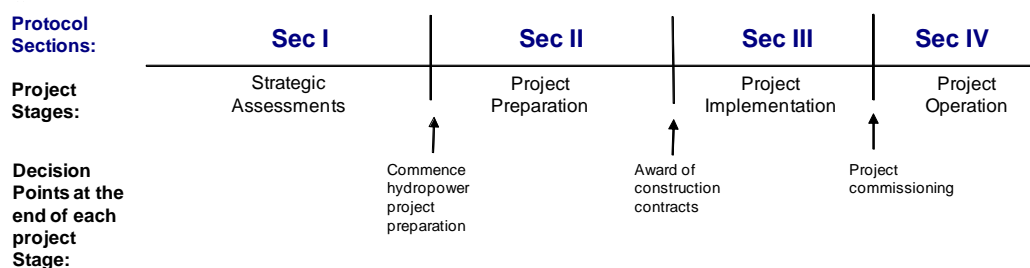 Protocol
Sections:
Sec I
Sec II
Sec III
Sec IV
Project
Stages:
Strategic
Assessments
Project
Preparation
Project
Implementation
Project
Operation
Decision
Points at the
end of each
project
Stage:
Commence
hydropower
project
preparation
Award of
construction
contracts
Project
commissioning